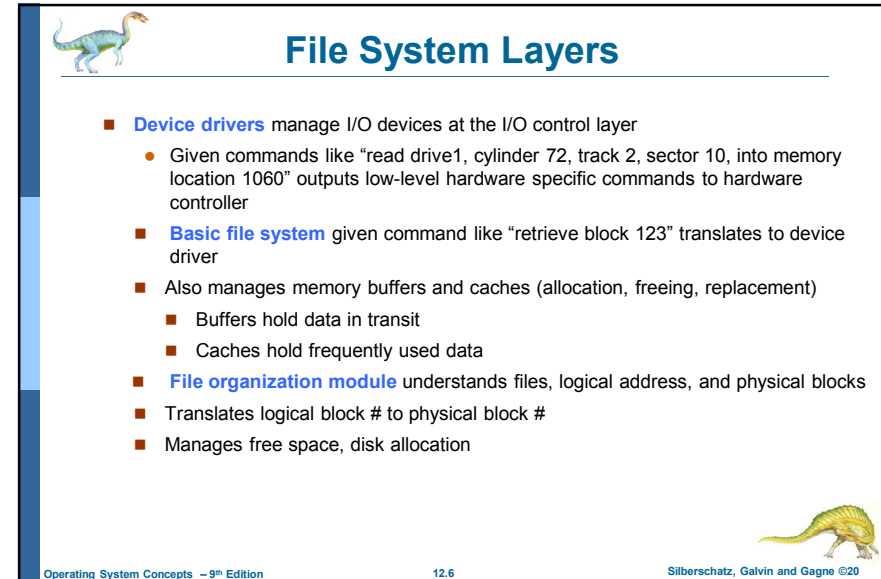 File System Layers
■ Device drivers manage I/O devices at the I/O control layer
● Given commands like “read drive1, cylinder 72, track 2, sector 10, into memory
location 1060” outputs low-level hardware specific commands to hardware
controller
■ Basic file system given command like “retrieve block 123” translates to device
driver
■ Also manages memory buffers and caches (allocation, freeing, replacement)
■ Buffers hold data in transit
■ Caches hold frequently used data
■ File organization module understands files, logical address, and physical blocks
■ Translates logical block # to physical block #
■ Manages free space, disk allocation
Operating System Concepts – 9th Edition 12.6 Silberschatz, Galvin and Gagne ©20